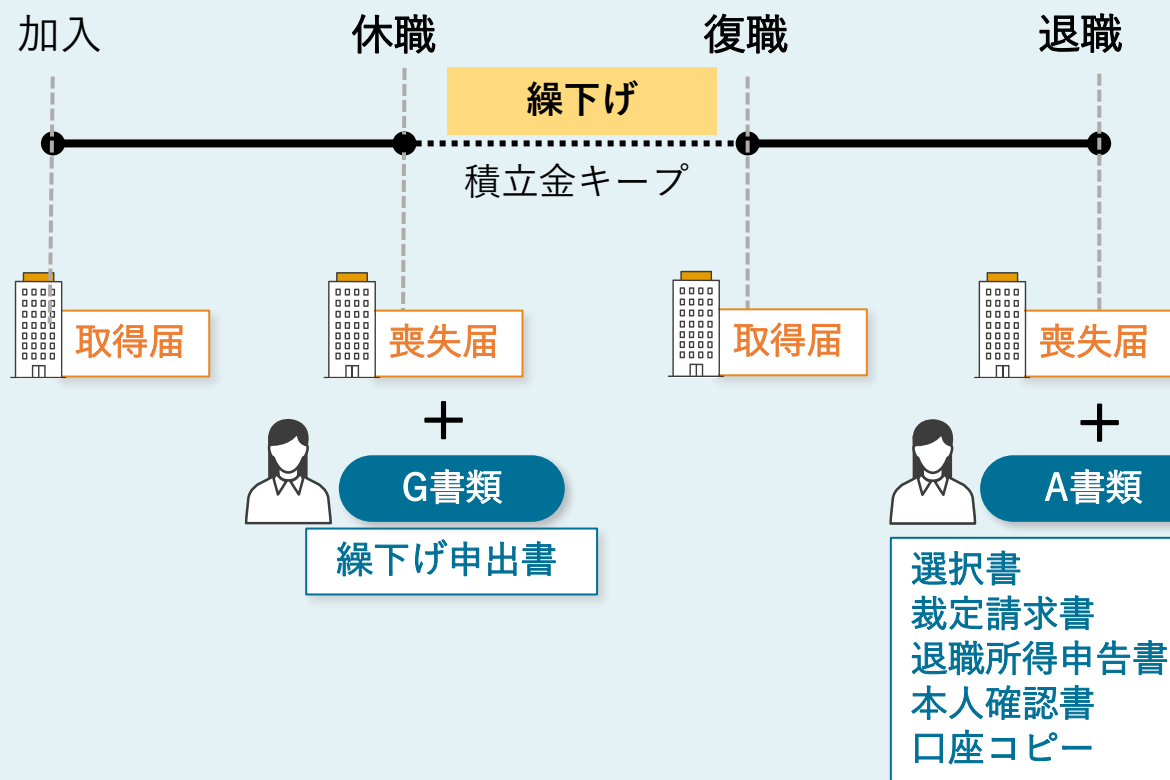 加入
休職
復職
退職
繰下げ
積立金キープ
取得届
喪失届
取得届
喪失届
+
+
G書類
A書類
繰下げ申出書
選択書
裁定請求書
退職所得申告書
本人確認書
口座コピー